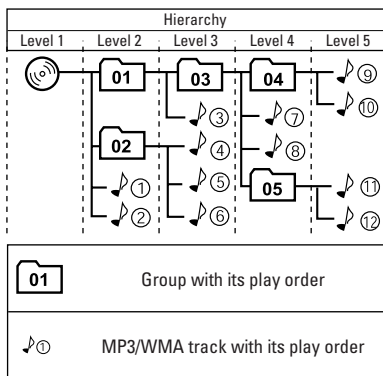 Hierarchy
Level 1 Level 2 Level 3 Level 4 Level 5
01 03 04 ⑨
⑩
③ ⑦
02 ④ ⑧
① ⑤ 05 ⑪
② ⑥ ⑫
01 Group with its play order
① MP3/WMA track with its play order